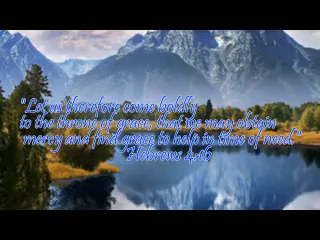 "Let us therefore come boldly
to the throne of grace, that we may obtain
mercy and find grace to help in time of need."
Hebrews 4:16